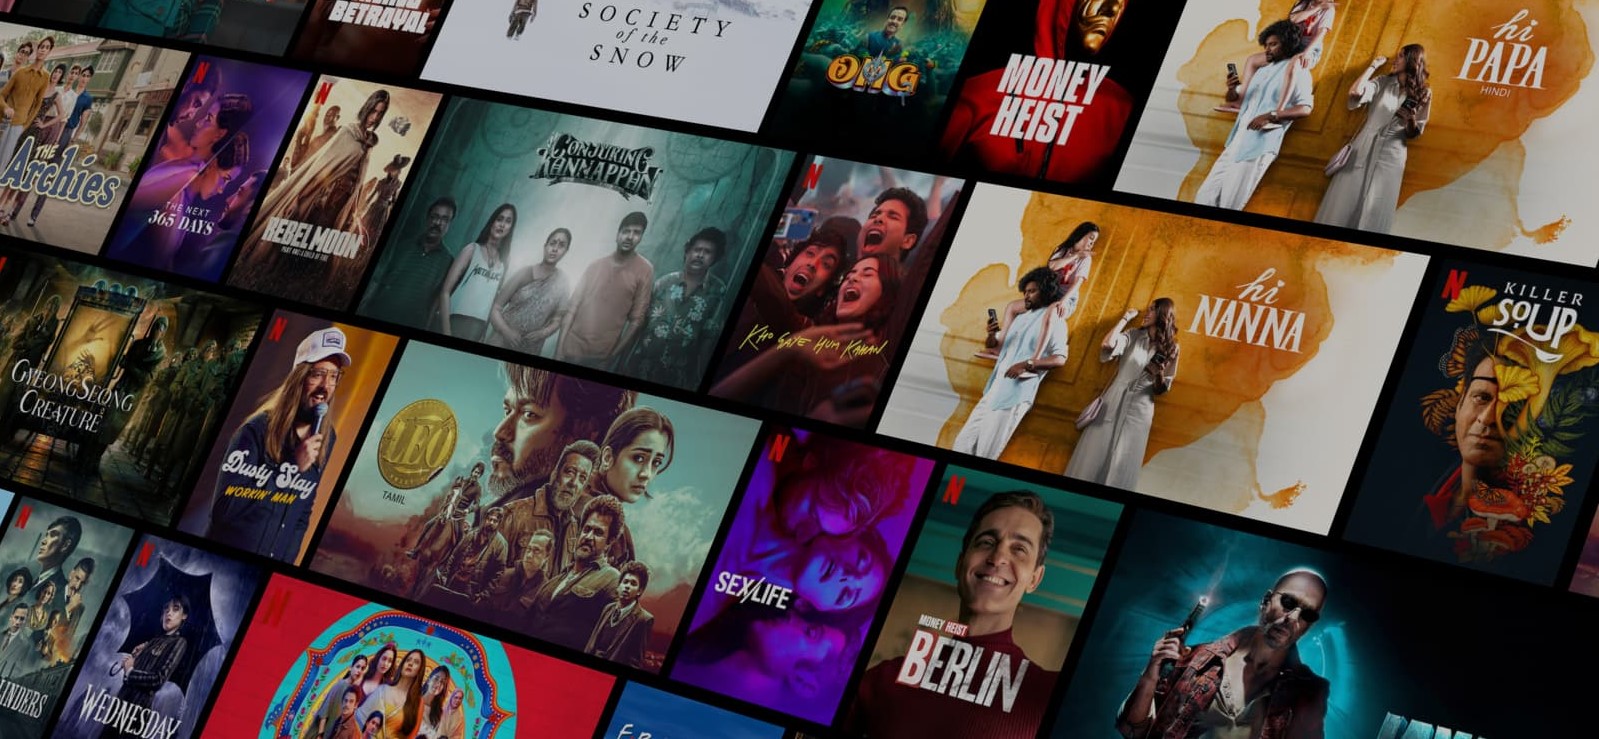 BETRAYAL
SOCIETY
of the
SNOW
OMG
MONEY
HEIST
hi
PAPA
HINDI
THE
Archies
N
THE NEXT
365 DAYS
N
REBEL MOON
CONJURING
KANNAPPAN
METALLICA
N
KHO GAYE HUM KAHAN
hi
NANNA
N
KILLER
SOUP
GYEONGSEONG
CREATURE
N
Dusty Slay
WORKIN' MAN
LEO
TAMIL
N
SEX/LIFE
N
MONEY HEIST
BERLIN
N
N
WEDNESDAY
N